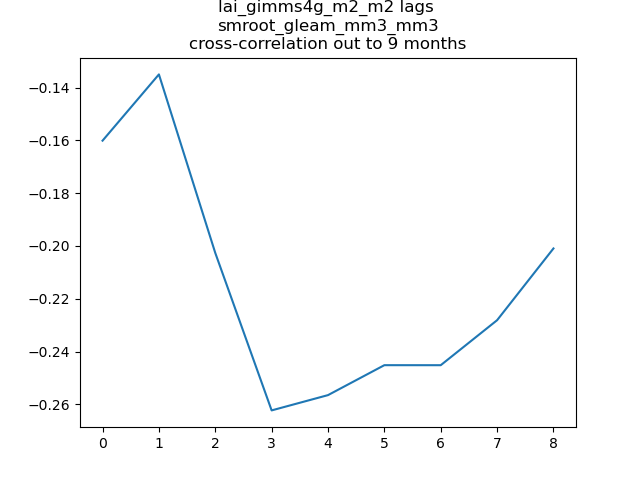 lai_gimms4g_m2_m2 lags
smroot_gleam_mm3_mm3
cross-correlation out to 9 months
−0.14
−0.16
−0.18
−0.20
−0.22
−0.24
−0.26
0 1 2 3 4 5 6 7 8